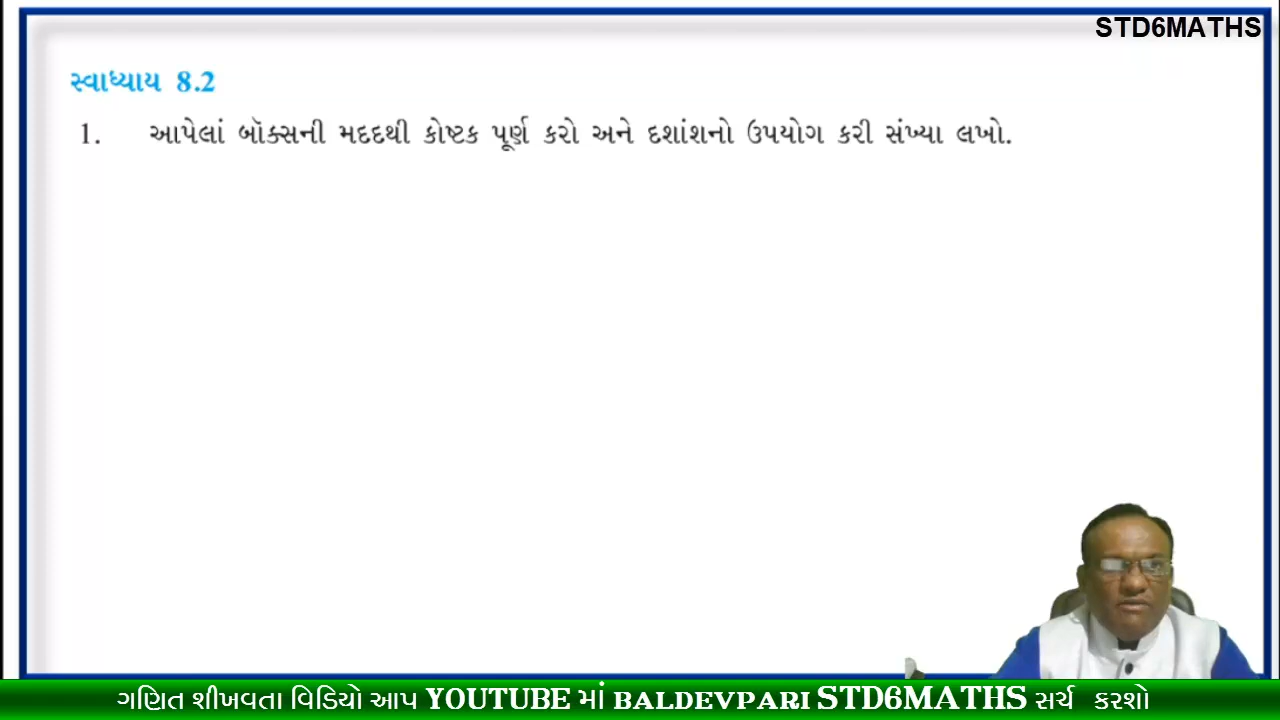 STD6MATHS
સ્વાધ્યાય 8.2
1. આપેલાં બૉક્સની મદદથી કોષ્ટક પૂર્ણ કરો અને દશાંશનો ઉપયોગ કરી સંખ્યા લખો.
ગણિત શીખવતા વિડિયો આપ YOUTUBE માં BALDEVPARI STD6MATHS સર્ચ કરશો